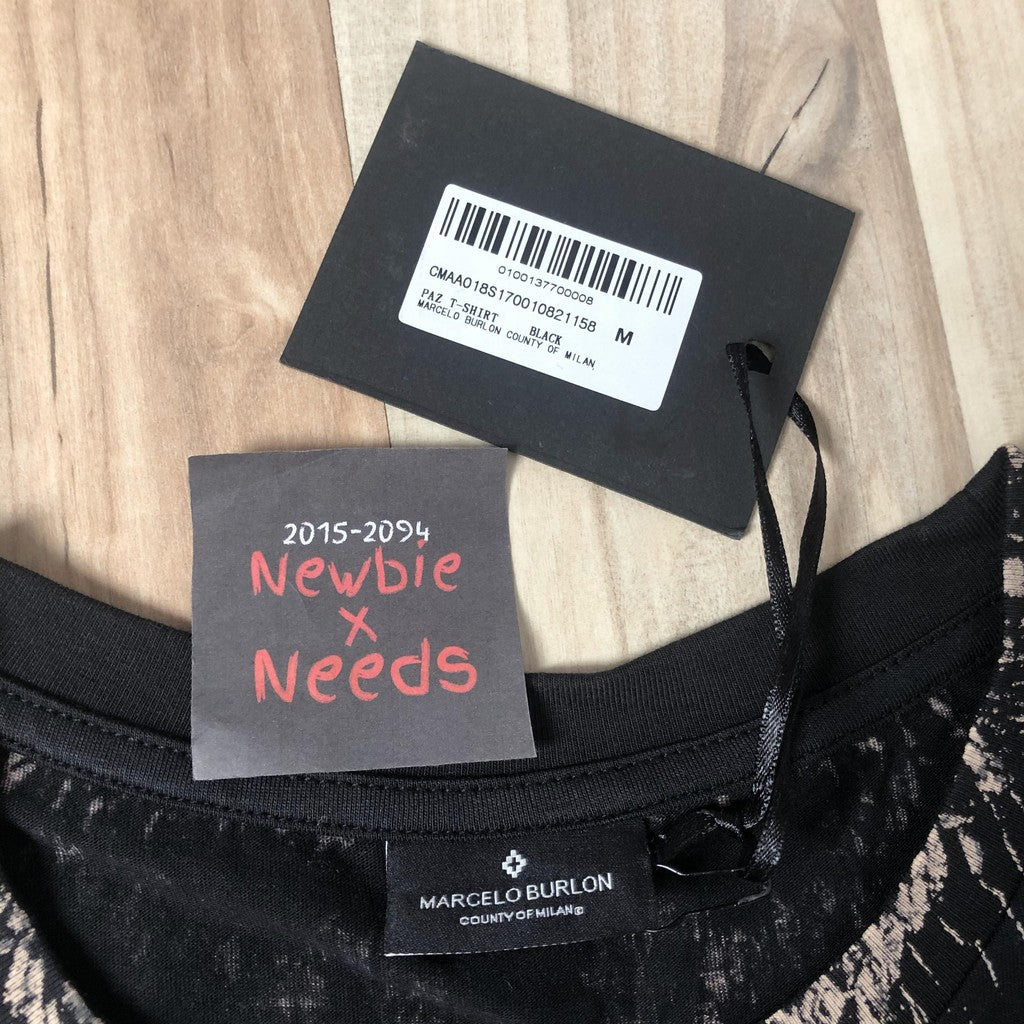 0100137700008
CMAA018S170010821158 M
PAZ T-SHIRT BLACK
MARCELO BURLON COUNTY OF MILAN
2015-2094
Newbie
x
Needs
MARCELO BURLON
COUNTY OF MILAN©